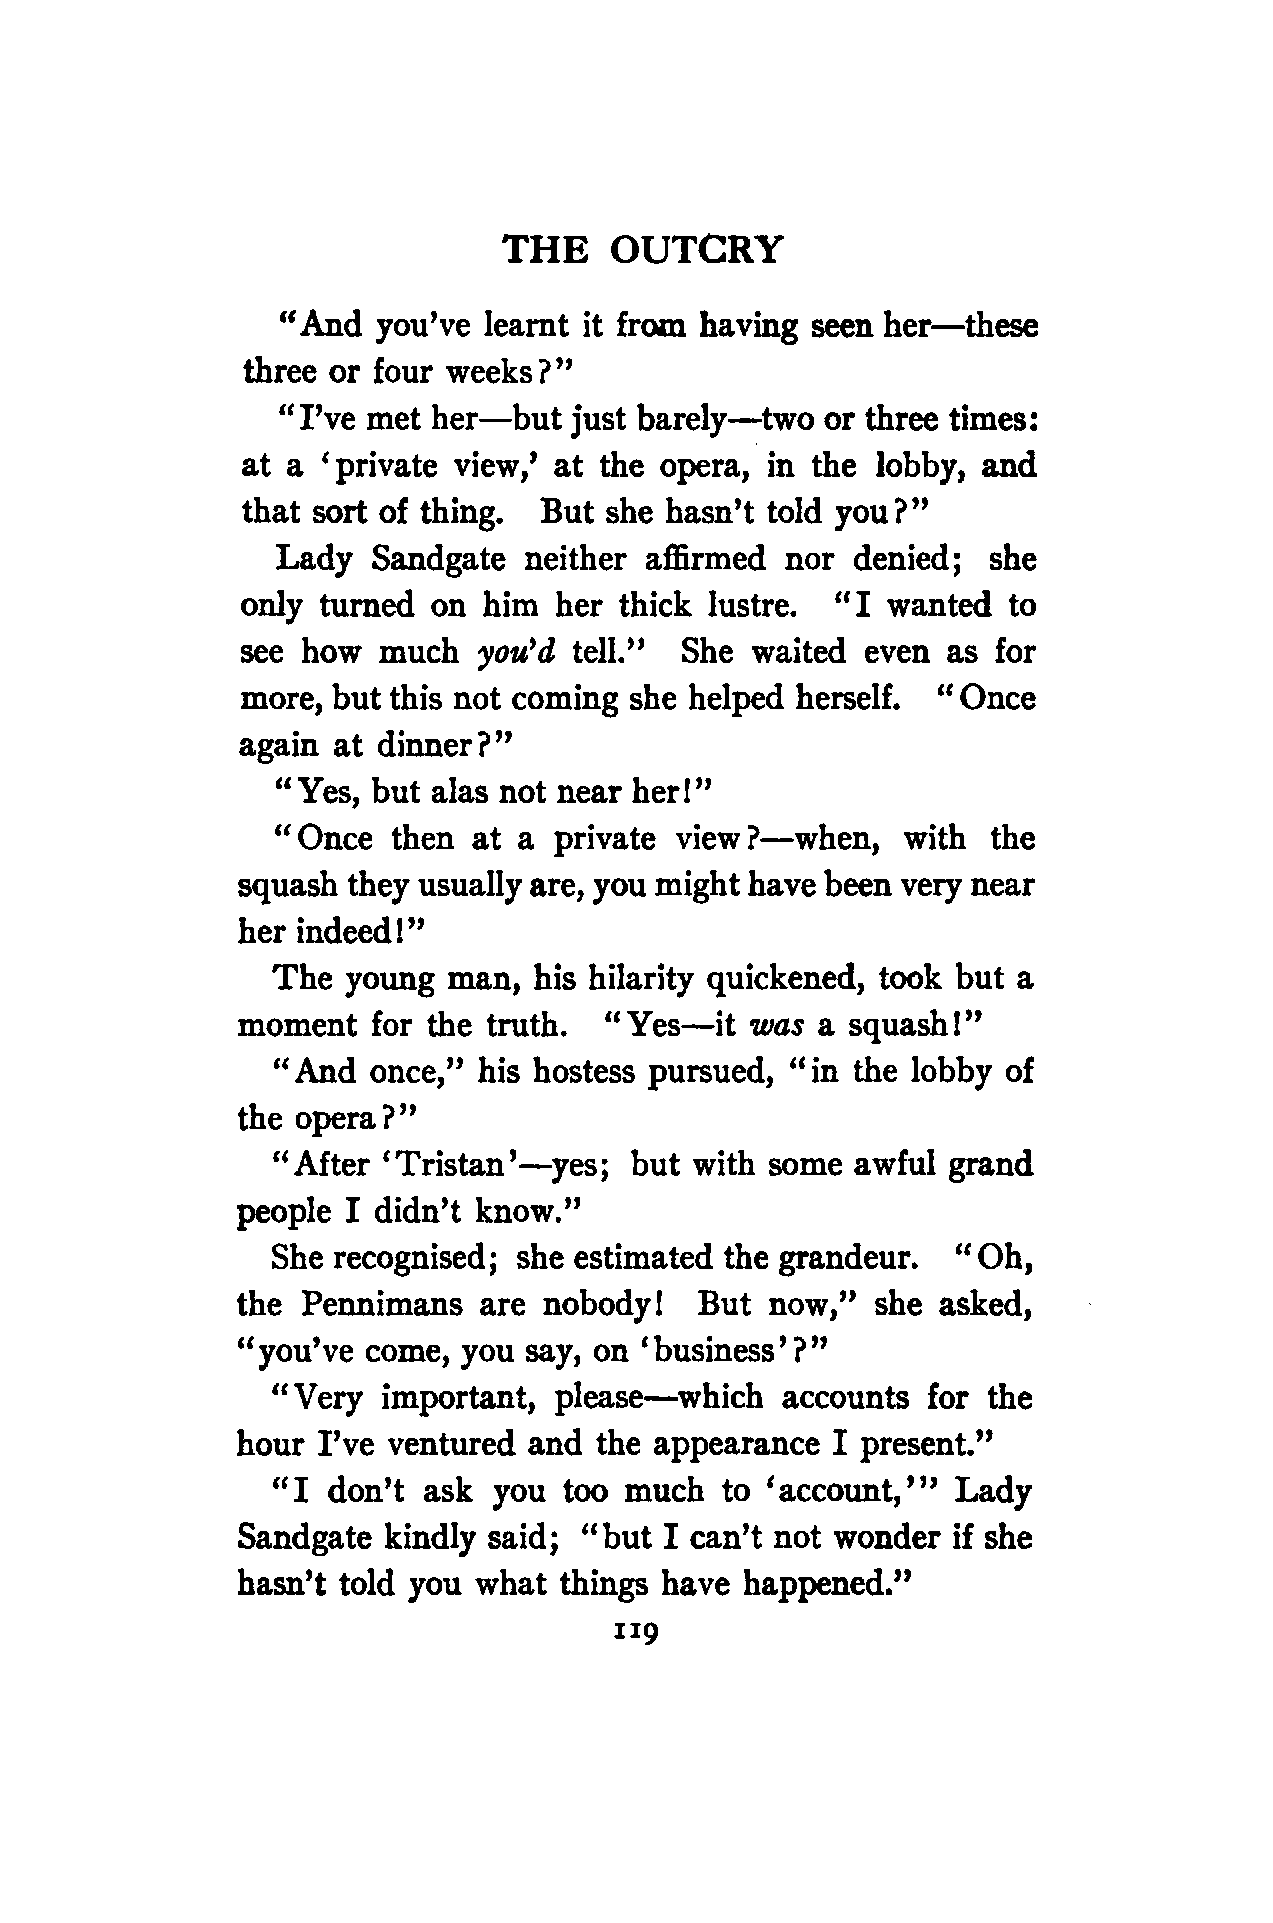 THE OUTCRY
"And you've learnt it from having seen her—these
three or four weeks?"
"I've met her—but just barely—two or three times:
at a 'private view,' at the opera, in the lobby, and
that sort of thing. But she hasn't told you?"
Lady Sandgate neither affirmed nor denied; she
only turned on him her thick lustre. "I wanted to
see how much you'd tell." She waited even as for
more, but this not coming she helped herself. "Once
again at dinner?"
"Yes, but alas not near her!"
"Once then at a private view?—when, with the
squash they usually are, you might have been very near
her indeed!"
The young man, his hilarity quickened, took but a
moment for the truth. "Yes—it was a squash!"
"And once," his hostess pursued, "in the lobby of
the opera?"
"After 'Tristan'—yes; but with some awful grand
people I didn't know."
She recognised; she estimated the grandeur. "Oh,
the Pennimans are nobody! But now," she asked,
"you've come, you say, on 'business'?"
"Very important, please—which accounts for the
hour I've ventured and the appearance I present."
"I don't ask you too much to 'account,'" Lady
Sandgate kindly said; "but I can't not wonder if she
hasn't told you what things have happened."
119